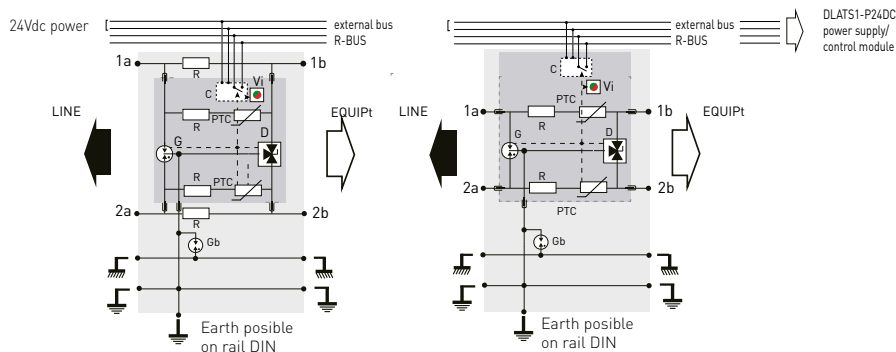 24Vdc power
[
external bus
R-BUS
1a
R
1b
C
Vi
LINE
EQUIPt
R
PTC
G
D
R
PTC
2a
R
2b
Gb
Earth posible
on rail DIN
[
external bus
R-BUS
DLATS1-P24DC
power supply/
control module
C
Vi
LINE
EQUIPt
1a
R
PTC
1b
G
D
R
2a
PTC
2b
Gb
Earth posible
on rail DIN